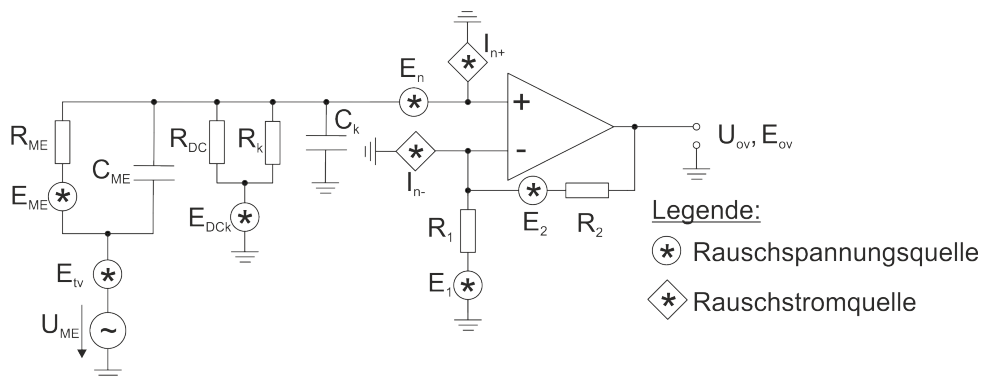 I_n+
E_n
+
U_ov, E_ov
R_ME
C_ME
R_DC
R_k
C_k
-
I_n-
E_ME
E_DCk
R_1
E_2
R_2
Legende:
* Rauschspannungsquelle
* Rauschstromquelle
E_tv
E_1
U_ME
~